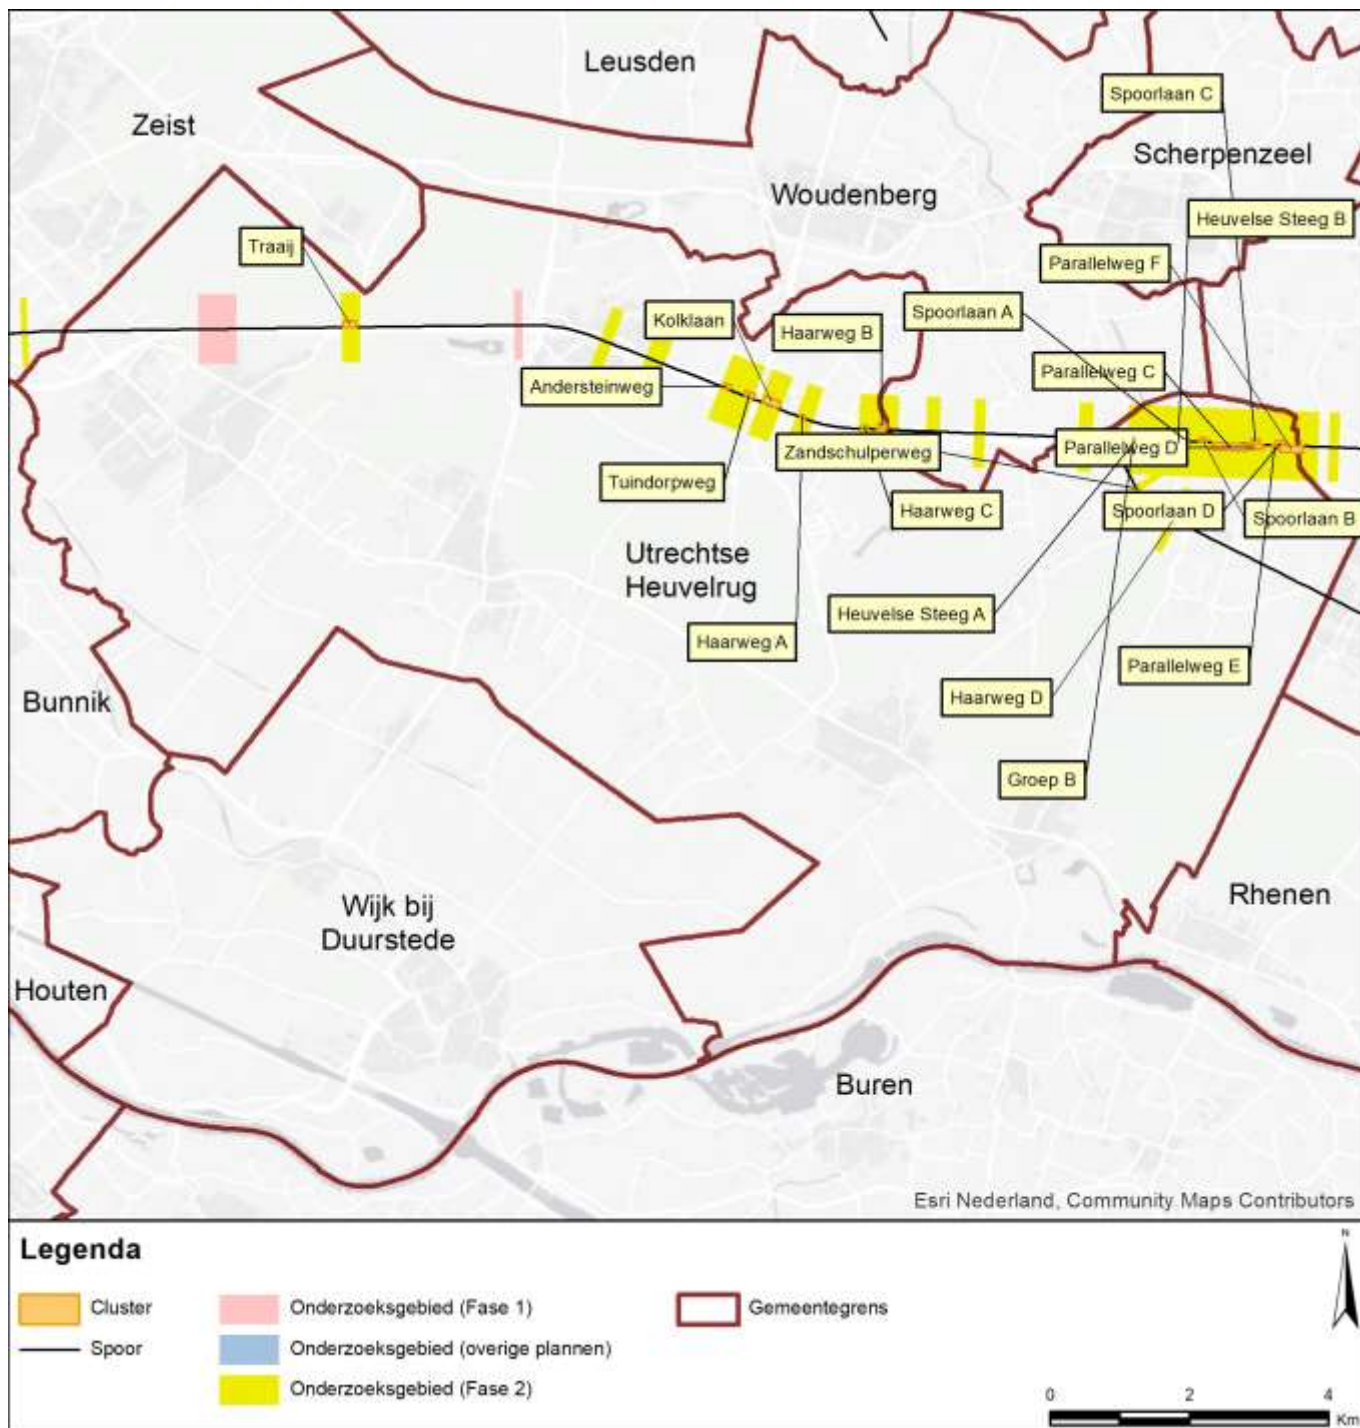 Leusden
Zeist
Spoorlaan C
Scherpenzeel
Woudenberg
Heuvelse Steeg B
Traaij
Parallelweg F
Kolklaan
Spoorlaan A
Haarweg B
Parallelweg C
Andersteinweg
Parallelweg D
Zandschulperweg
Tuindorpweg
Haarweg C
Spoorlaan D
Spoorlaan B
Utrechtse
Heuvelrug
Heuvelse Steeg A
Haarweg A
Parallelweg E
Bunnik
Haarweg D
Groep B
Rhenen
Wijk bij
Duurstede
Houten
Buren
Esri Nederland, Community Maps Contributors
Legenda
N
Cluster
Onderzoeksgebied (Fase 1)
Gemeentegrens
Spoor
Onderzoeksgebied (overige plannen)
Onderzoeksgebied (Fase 2)
0 2 4
Km